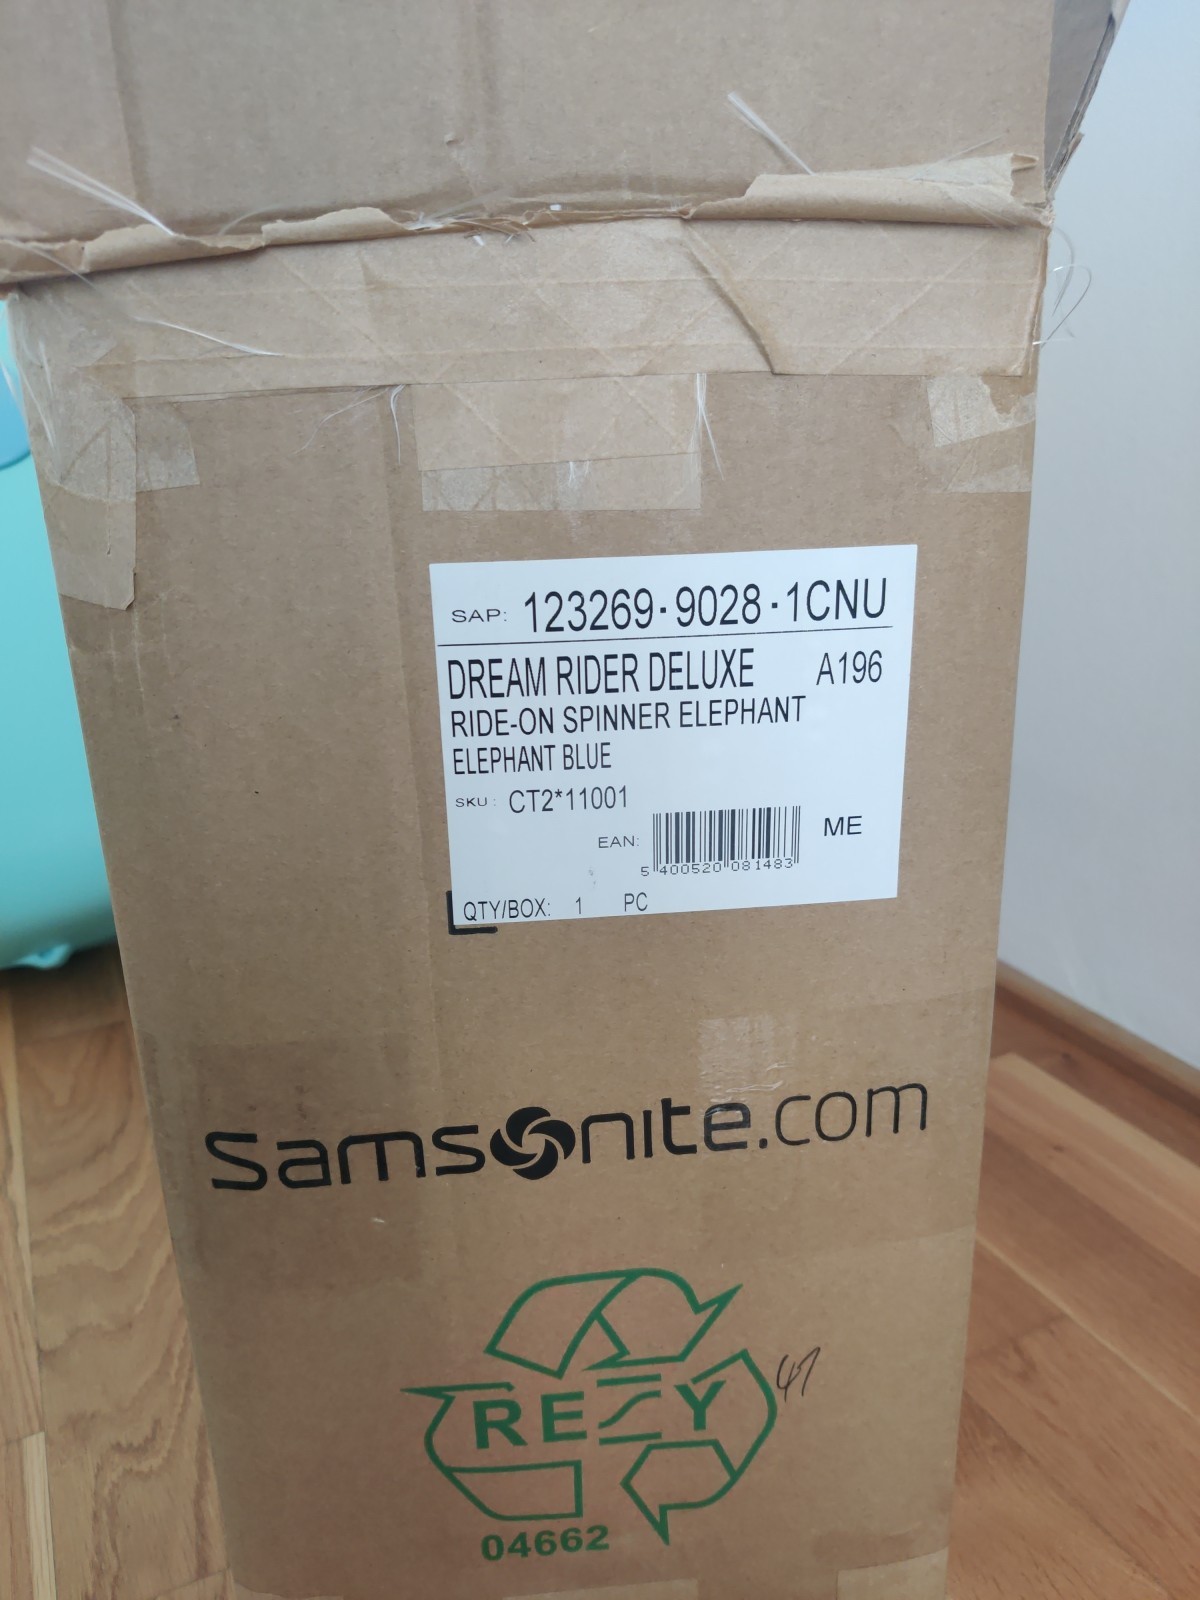 SAP: 123269-9028-1CNU
DREAM RIDER DELUXE A196
RIDE-ON SPINNER ELEPHANT
ELEPHANT BLUE
SKU: CT2*11001
EAN: ME
5 400520 081483
QTY/BOX: 1 PC
Samsonite.com
RESY
47
04662